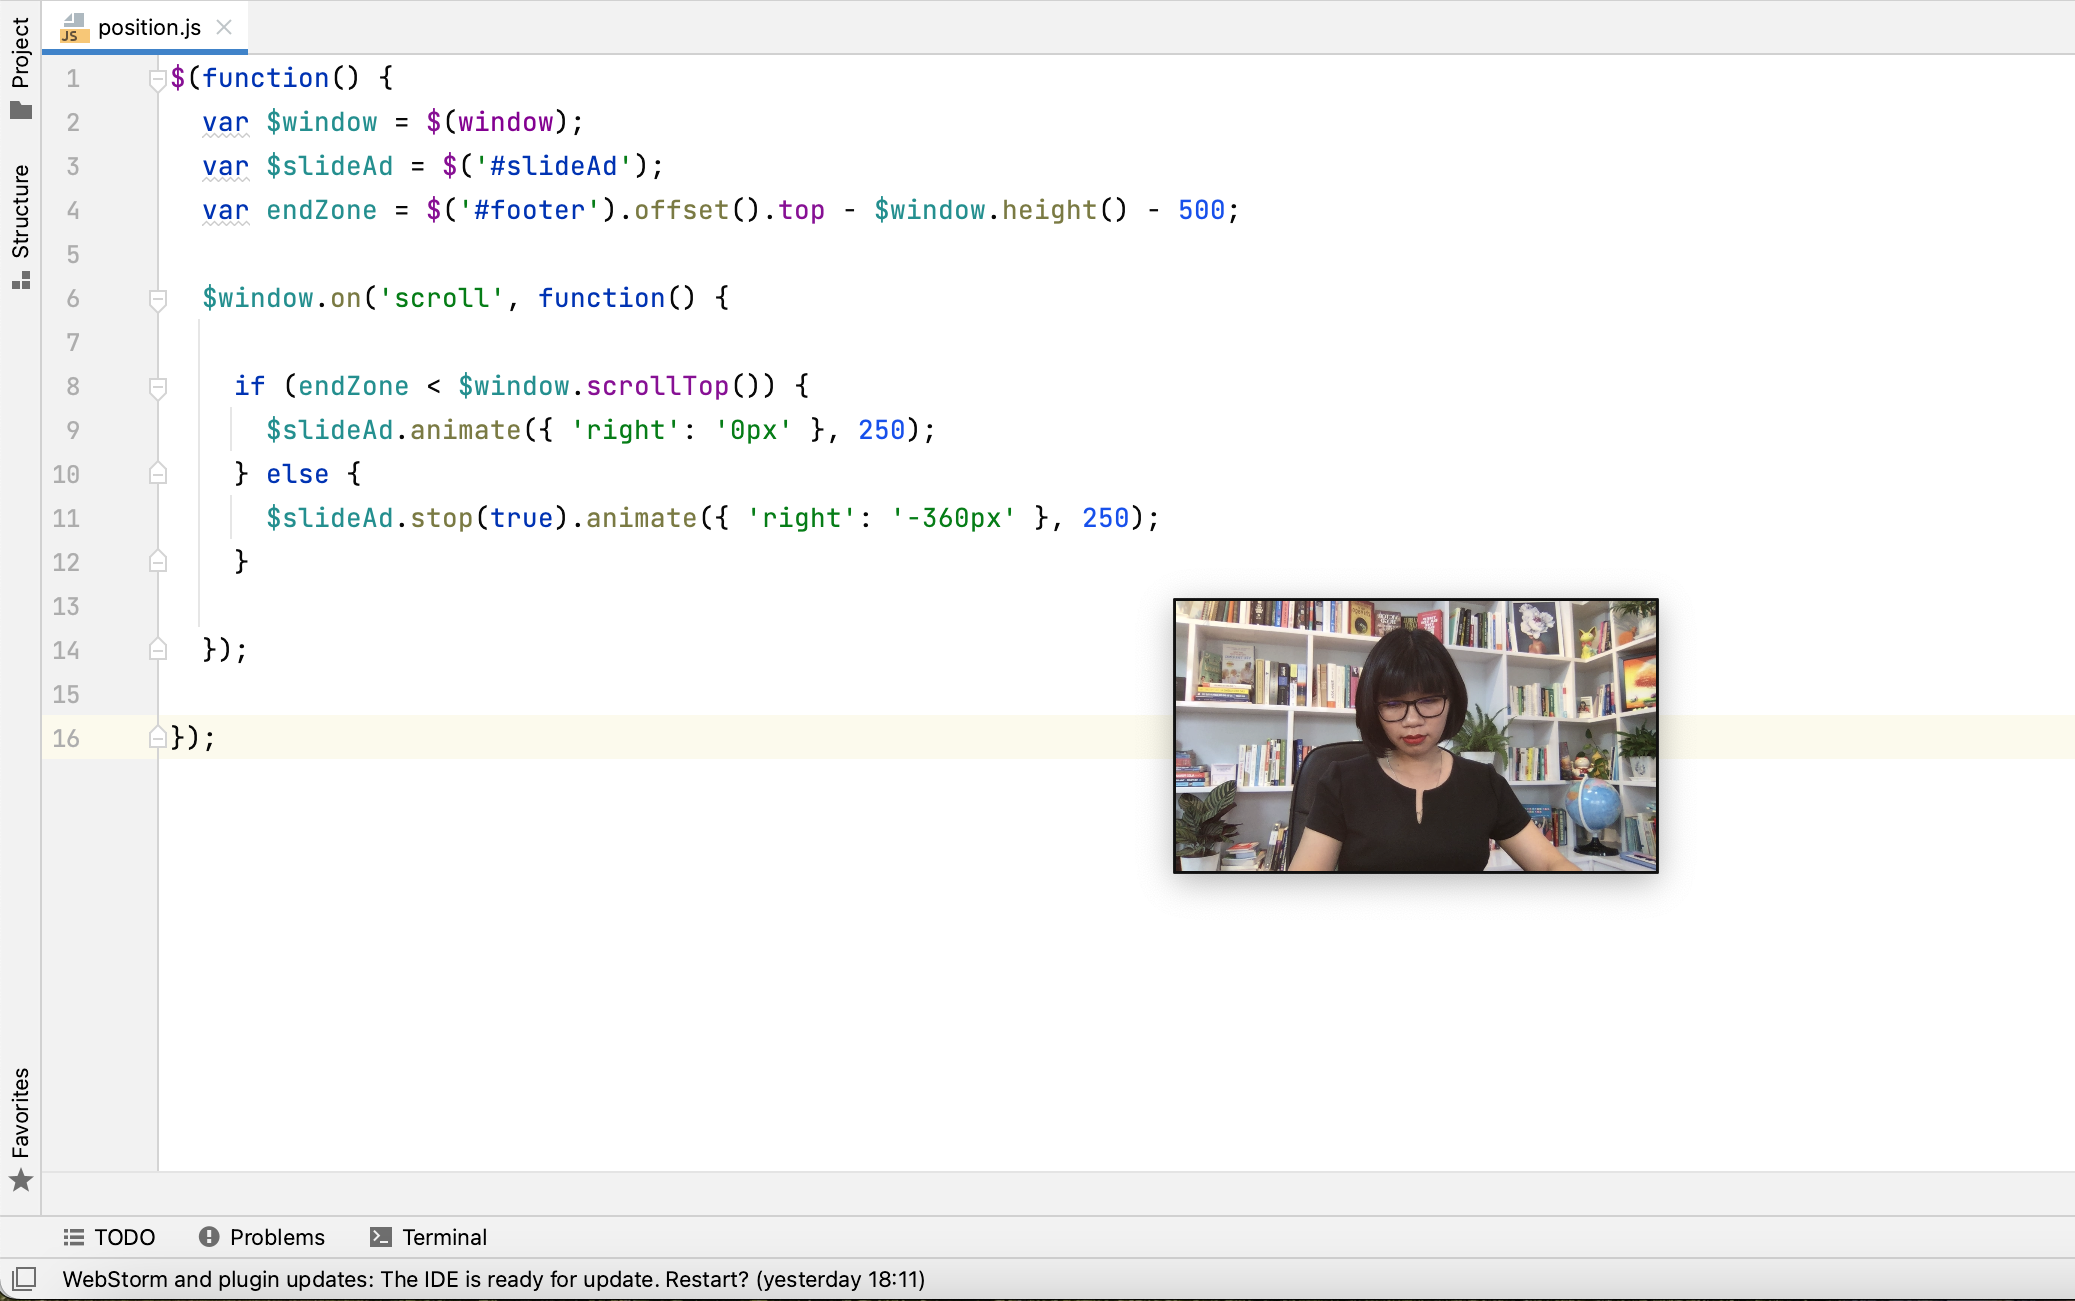 Project
Structure
Favorites
JS position.js
1 $(function() {
2 var $window = $(window);
3 var $slideAd = $('#slideAd');
4 var endZone = $('#footer').offset().top - $window.height() - 500;
5
6 $window.on('scroll', function() {
7
8 if (endZone < $window.scrollTop()) {
9 $slideAd.animate({ 'right': '0px' }, 250);
10 } else {
11 $slideAd.stop(true).animate({ 'right': '-360px' }, 250);
12 }
13
14 });
15
16 });
TODO Problems Terminal
WebStorm and plugin updates: The IDE is ready for update. Restart? (yesterday 18:11)